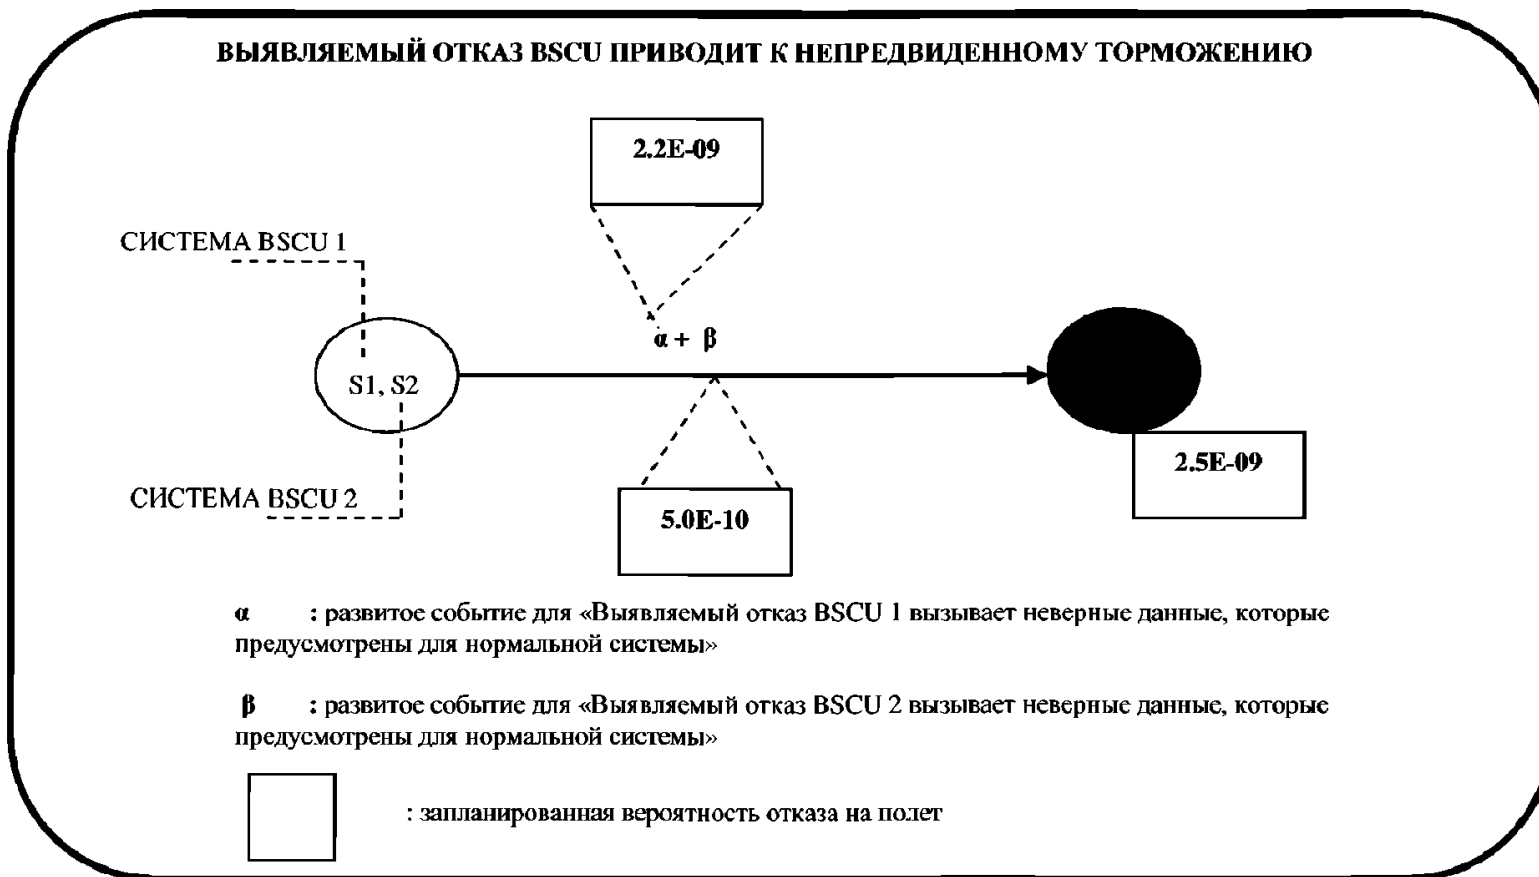 ВЫЯВЛЯЕМЫЙ ОТКАЗ BSCU ПРИВОДИТ К НЕПРЕДВИДЕННОМУ ТОРМОЖЕНИЮ
2.2E-09
СИСТЕМА BSCU 1
α + β
S1, S2
2.5E-09
СИСТЕМА BSCU 2
5.0E-10
α : развитое событие для «Выявляемый отказ BSCU 1 вызывает неверные данные, которые
предусмотрены для нормальной системы»
β : развитое событие для «Выявляемый отказ BSCU 2 вызывает неверные данные, которые
предусмотрены для нормальной системы»
: запланированная вероятность отказа на полет